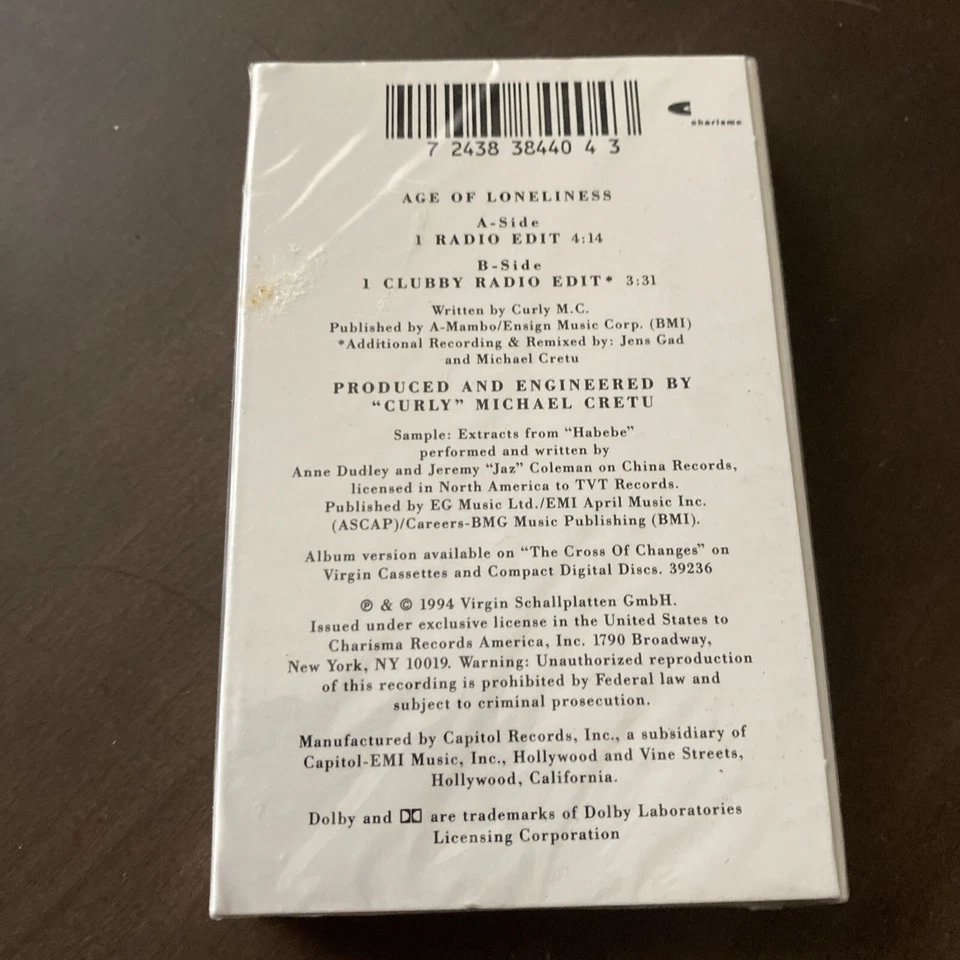 7 2438 38440 4 3
charisma
AGE OF LONELINESS
A-Side
1 RADIO EDIT 4:14
B-Side
1 CLUBBY RADIO EDIT* 3:31
Written by Curly M.C.
Published by A-Mambo/Ensign Music Corp. (BMI)
*Additional Recording & Remixed by: Jens Gad
and Michael Cretu
PRODUCED AND ENGINEERED BY
“CURLY” MICHAEL CRETU
Sample: Extracts from “Habebe”
performed and written by
Anne Dudley and Jeremy “Jaz” Coleman on China Records,
licensed in North America to TVT Records.
Published by EG Music Ltd./EMI April Music Inc.
(ASCAP)/Careers-BMG Music Publishing (BMI).
Album version available on “The Cross Of Changes” on
Virgin Cassettes and Compact Digital Discs. 39236
℗ & © 1994 Virgin Schallplatten GmbH.
Issued under exclusive license in the United States to
Charisma Records America, Inc. 1790 Broadway,
New York, NY 10019. Warning: Unauthorized reproduction
of this recording is prohibited by Federal law and
subject to criminal prosecution.
Manufactured by Capitol Records, Inc., a subsidiary of
Capitol-EMI Music, Inc., Hollywood and Vine Streets,
Hollywood, California.
Dolby and DD are trademarks of Dolby Laboratories
Licensing Corporation